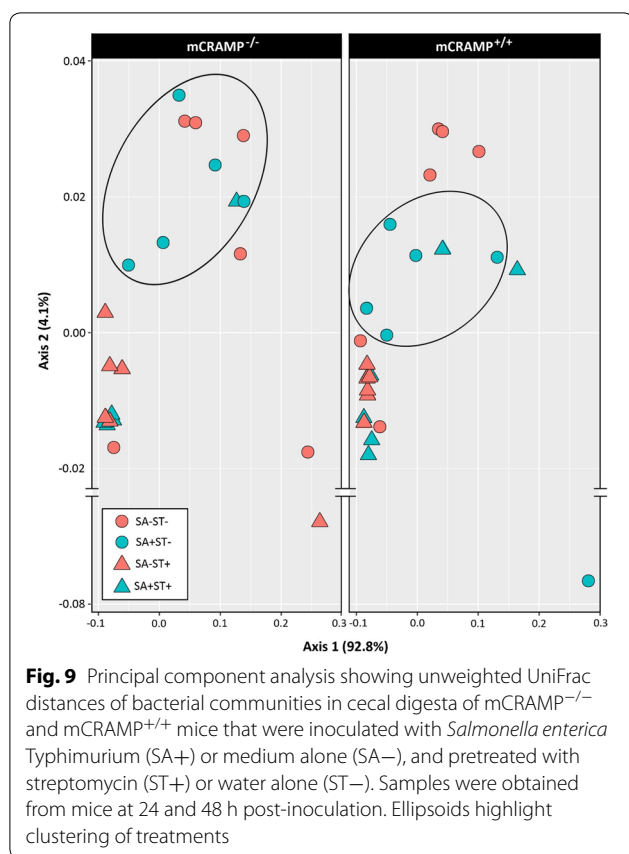 mCRAMP-/- mCRAMP+/+
0.04
0.02
0.00
-0.02
-0.08
Axis 2 (4.1%)
SA-ST-
SA+ST-
SA-ST+
SA+ST+
-0.1 0.0 0.1 0.2 0.3 -0.1 0.0 0.1 0.2 0.3
Axis 1 (92.8%)
Fig. 9 Principal component analysis showing unweighted UniFrac
distances of bacterial communities in cecal digesta of mCRAMP−/−
and mCRAMP+/+ mice that were inoculated with Salmonella enterica
Typhimurium (SA+) or medium alone (SA−), and pretreated with
streptomycin (ST+) or water alone (ST−). Samples were obtained
from mice at 24 and 48 h post-inoculation. Ellipsoids highlight
clustering of treatments